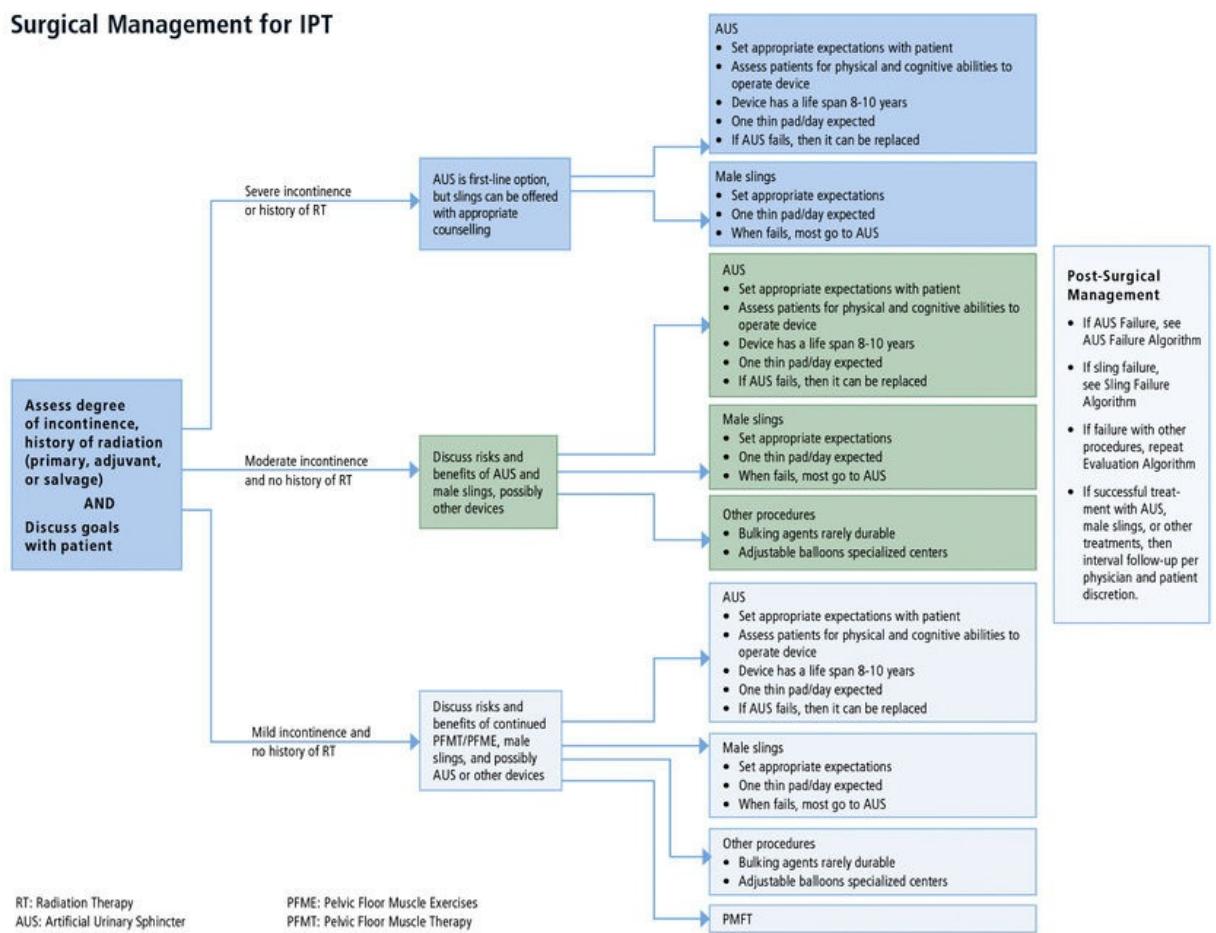 Surgical Management for IPT
Assess degree
of incontinence,
history of radiation
(primary, adjuvant,
or salvage)
AND
Discuss goals
with patient
Severe incontinence
or history of RT
AUS is first-line option,
but slings can be offered
with appropriate
counselling
AUS
• Set appropriate expectations with patient
• Assess patients for physical and cognitive abilities to
operate device
• Device has a life span 8-10 years
• One thin pad/day expected
• If AUS fails, then it can be replaced
Male slings
• Set appropriate expectations
• One thin pad/day expected
• When fails, most go to AUS
Moderate incontinence
and no history of RT
Discuss risks and
benefits of AUS and
male slings, possibly
other devices
AUS
• Set appropriate expectations with patient
• Assess patients for physical and cognitive abilities to
operate device
• Device has a life span 8-10 years
• One thin pad/day expected
• If AUS fails, then it can be replaced
Male slings
• Set appropriate expectations
• One thin pad/day expected
• When fails, most go to AUS
Other procedures
• Bulking agents rarely durable
• Adjustable balloons specialized centers
Mild incontinence and
no history of RT
Discuss risks and
benefits of continued
PFMT/PFME, male
slings, and possibly
AUS or other devices
AUS
• Set appropriate expectations with patient
• Assess patients for physical and cognitive abilities to
operate device
• Device has a life span 8-10 years
• One thin pad/day expected
• If AUS fails, then it can be replaced
Male slings
• Set appropriate expectations
• One thin pad/day expected
• When fails, most go to AUS
Other procedures
• Bulking agents rarely durable
• Adjustable balloons specialized centers
PMFT
Post-Surgical
Management
• If AUS Failure, see
AUS Failure Algorithm
• If sling failure,
see Sling Failure
Algorithm
• If failure with other
procedures, repeat
Evaluation Algorithm
• If successful treat-
ment with AUS,
male slings, or other
treatments, then
interval follow-up per
physician and patient
discretion.
RT: Radiation Therapy
AUS: Artificial Urinary Sphincter
PFME: Pelvic Floor Muscle Exercises
PFMT: Pelvic Floor Muscle Therapy